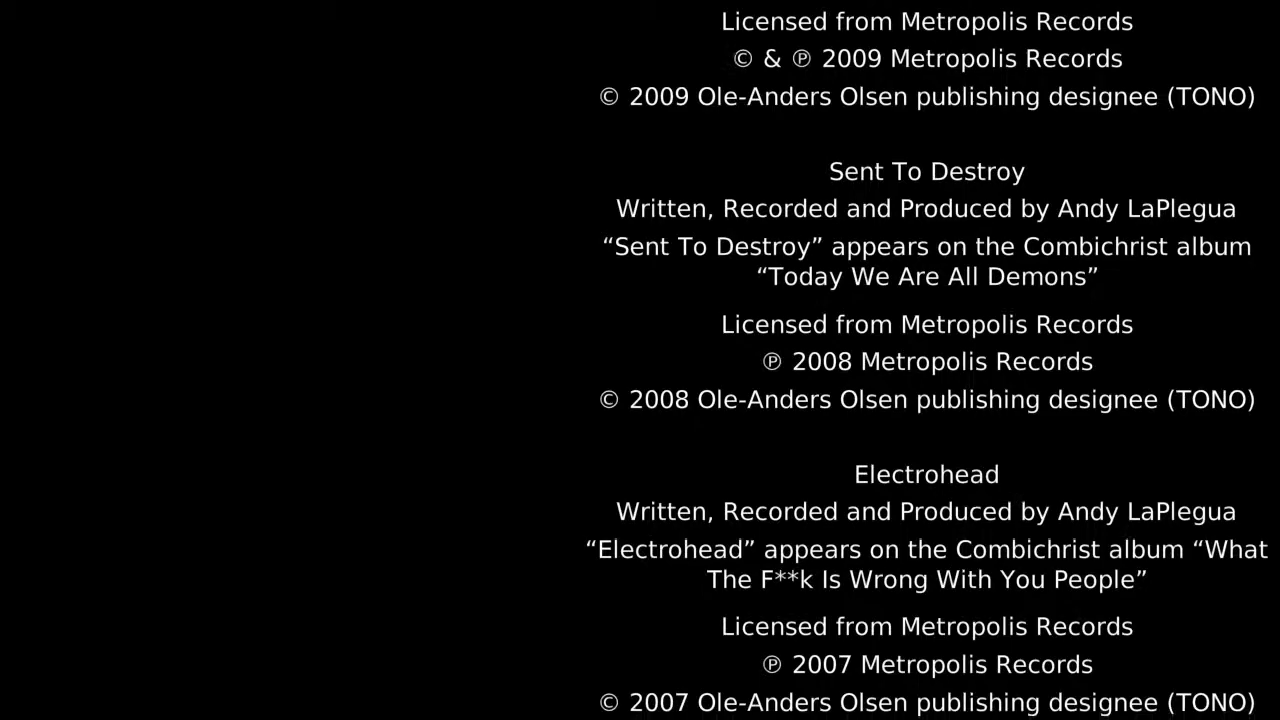 Licensed from Metropolis Records
© & ℗ 2009 Metropolis Records
© 2009 Ole-Anders Olsen publishing designee (TONO)
Sent To Destroy
Written, Recorded and Produced by Andy LaPlegua
“Sent To Destroy” appears on the Combichrist album
“Today We Are All Demons”
Licensed from Metropolis Records
℗ 2008 Metropolis Records
© 2008 Ole-Anders Olsen publishing designee (TONO)
Electrohead
Written, Recorded and Produced by Andy LaPlegua
“Electrohead” appears on the Combichrist album “What
The F**k Is Wrong With You People”
Licensed from Metropolis Records
℗ 2007 Metropolis Records
© 2007 Ole-Anders Olsen publishing designee (TONO)